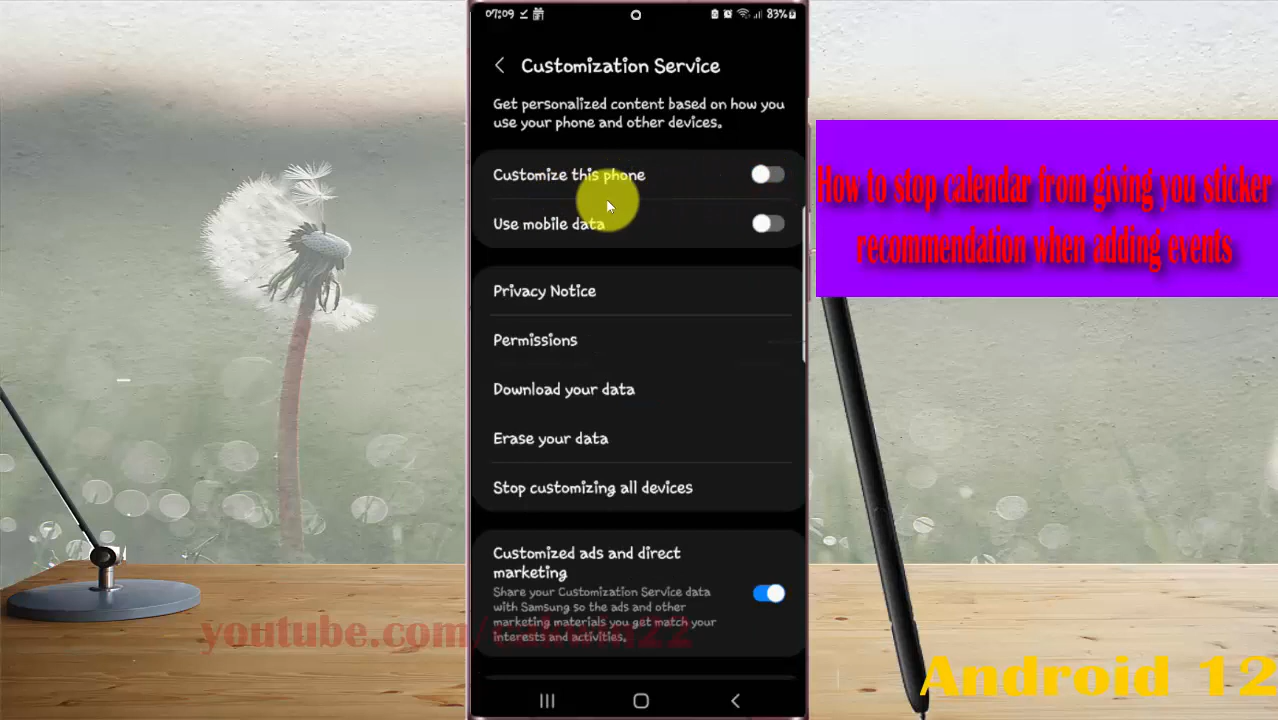 07:09
83%
Customization Service
Get personalized content based on how you
use your phone and other devices.
Customize this phone
Use mobile data
Privacy Notice
Permissions
Download your data
Erase your data
Stop customizing all devices
Customized ads and direct
marketing
Share your Customization Service data
with Samsung so the ads and other
marketing materials you get match your
interests and activities.
How to stop calendar from giving you sticker
recommendation when adding events
Android 12